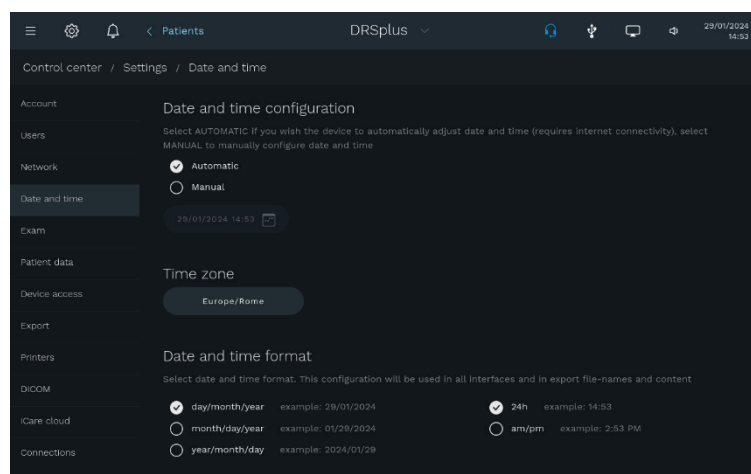 Patients
DRSplus
29/01/2024
14:53
Control center / Settings / Date and time
Account
Users
Network
Date and time
Exam
Patient data
Device access
Export
Printers
DICOM
iCare cloud
Connections
Date and time configuration
Select AUTOMATIC if you wish the device to automatically adjust date and time (requires internet connectivity), select
MANUAL to manually configure date and time
Automatic
Manual
29/01/2024 14:53
Time zone
Europe/Rome
Date and time format
Select date and time format. This configuration will be used in all interfaces and in export file-names and content
day/month/year example: 29/01/2024
24h example: 14:53
month/day/year example: 01/29/2024
am/pm example: 2:53 PM
year/month/day example: 2024/01/29